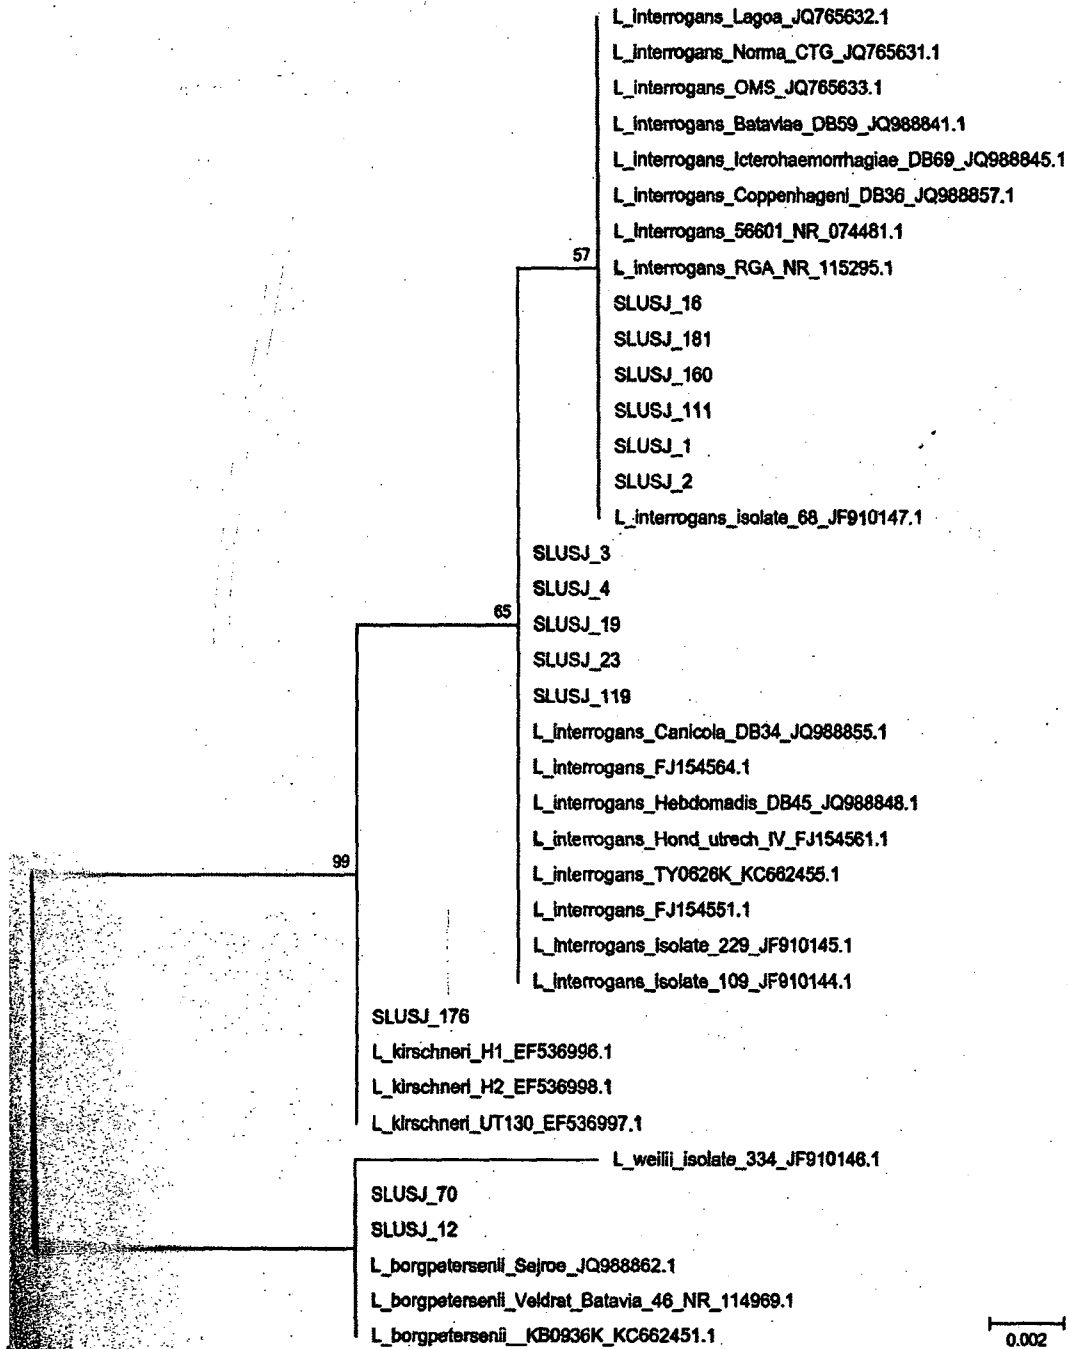 L_interrogans_Lagoa_JQ765632.1
L_interrogans_Norma_CTG_JQ765631.1
L_interrogans_OMS_JQ765633.1
L_interrogans_Bataviae_DB59_JQ988841.1
L_interrogans_Icterohaemorrhagiae_DB69_JQ988845.1
L_interrogans_Coppenhageni_DB36_JQ988857.1
L_interrogans_56601_NR_074481.1
57
L_interrogans_RGA_NR_115295.1
SLUSJ_16
SLUSJ_181
SLUSJ_160
SLUSJ_111
SLUSJ_1
SLUSJ_2
L_interrogans_isolate_68_JF910147.1
SLUSJ_3
SLUSJ_4
65
SLUSJ_19
SLUSJ_23
SLUSJ_119
L_interrogans_Canicola_DB34_JQ988855.1
L_interrogans_FJ154564.1
L_interrogans_Hebdomadis_DB45_JQ988848.1
L_interrogans_Hond_utrech_IV_FJ154561.1
99
L_interrogans_TY0626K_KC662455.1
L_interrogans_FJ154551.1
L_interrogans_isolate_229_JF910145.1
L_interrogans_isolate_109_JF910144.1
SLUSJ_176
L_kirschneri_H1_EF536996.1
L_kirschneri_H2_EF536998.1
L_kirschneri_UT130_EF536997.1
L_weilii_isolate_334_JF910146.1
SLUSJ_70
SLUSJ_12
L_borgpetersenii_Sejroe_JQ988862.1
L_borgpetersenii_Veldrat_Batavia_46_NR_114969.1
L_borgpetersenii__KB0936K_KC662451.1
0.002